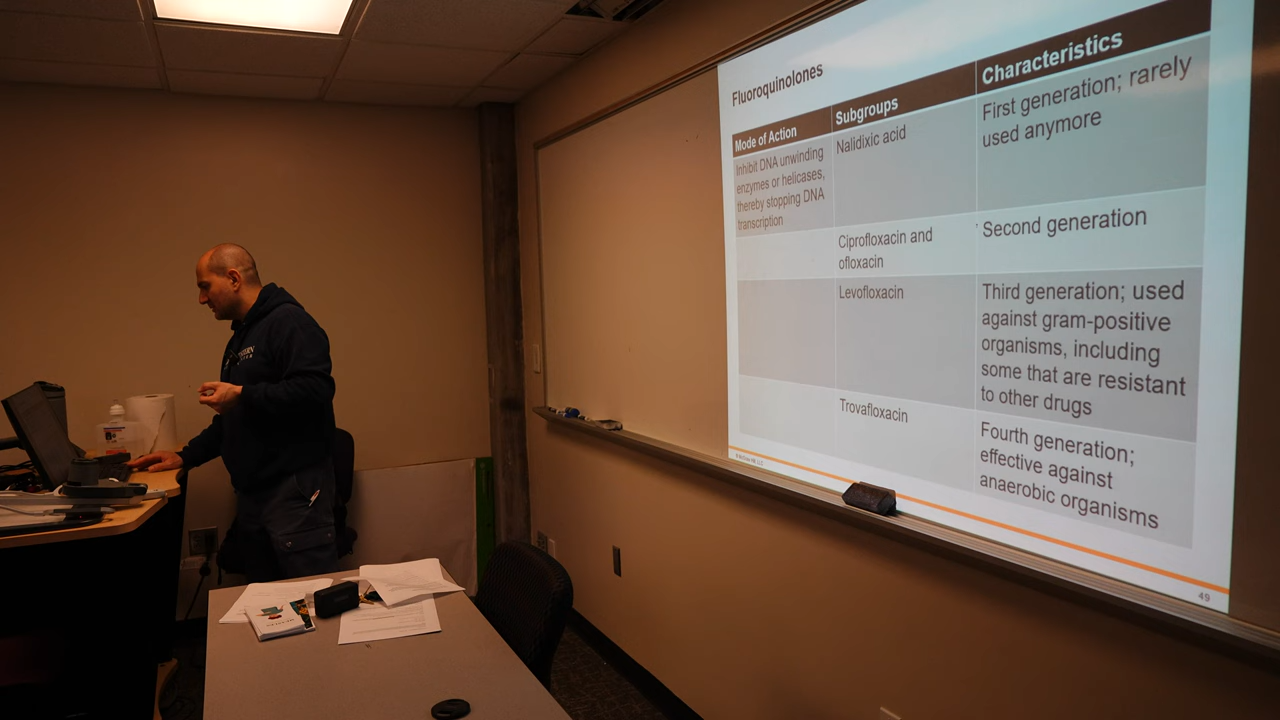 Fluoroquinolones
Mode of Action
Subgroups
Characteristics
Inhibit DNA unwinding
enzymes or helicases,
thereby stopping DNA
transcription
Nalidixic acid
First generation; rarely
used anymore
Ciprofloxacin and
ofloxacin
Second generation
Levofloxacin
Third generation; used
against gram-positive
organisms, including
some that are resistant
to other drugs
Trovafloxacin
Fourth generation;
effective against
anaerobic organisms
49